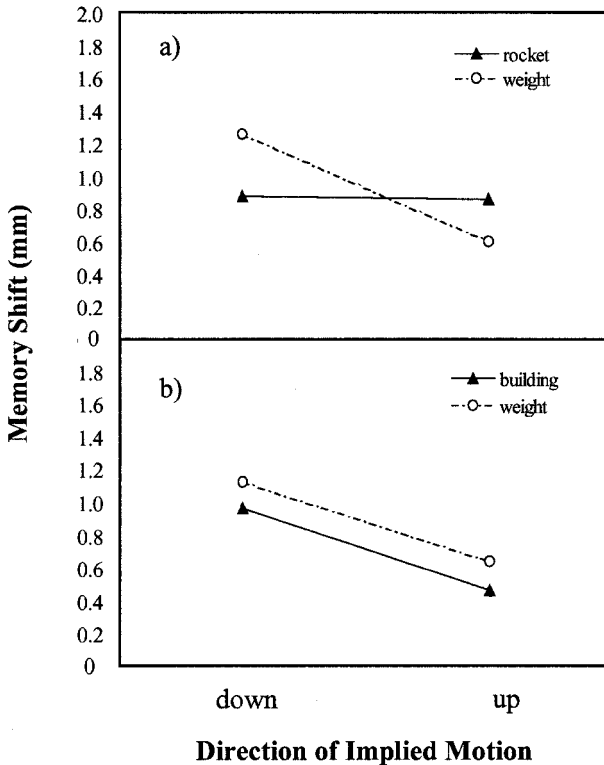 2.0
1.8
1.6
1.4
1.2
1.0
0.8
0.6
0.4
0.2
0
a)
rocket
weight
Memory Shift (mm)
1.8
1.6
1.4
1.2
1.0
0.8
0.6
0.4
0.2
0
b)
building
weight
down up
Direction of Implied Motion